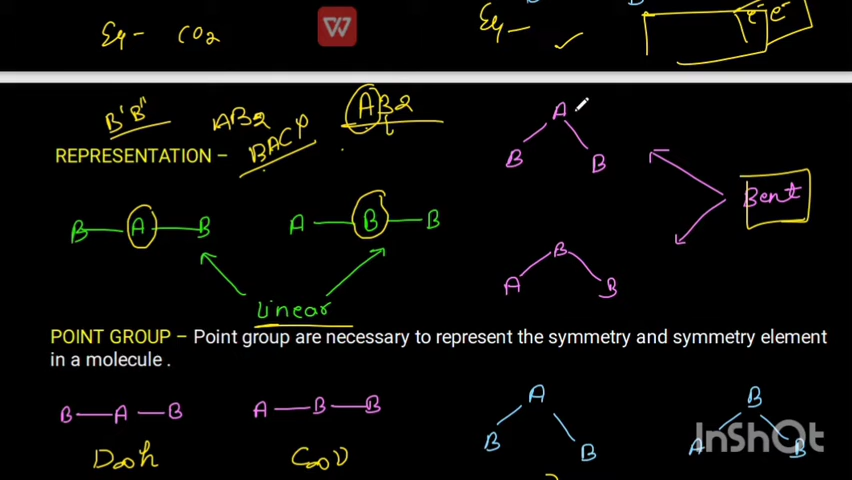 Eg - CO2
Eg -
e- e-
B'B"
AB2
AB2
BAC φ
REPRESENTATION -
A
B B
B A B
A B B
Bent
B
A B
Linear
POINT GROUP – Point group are necessary to represent the symmetry and symmetry element
in a molecule .
B A B
A B B
A
B B
B
A B
D∞h
C∞V
InShOt